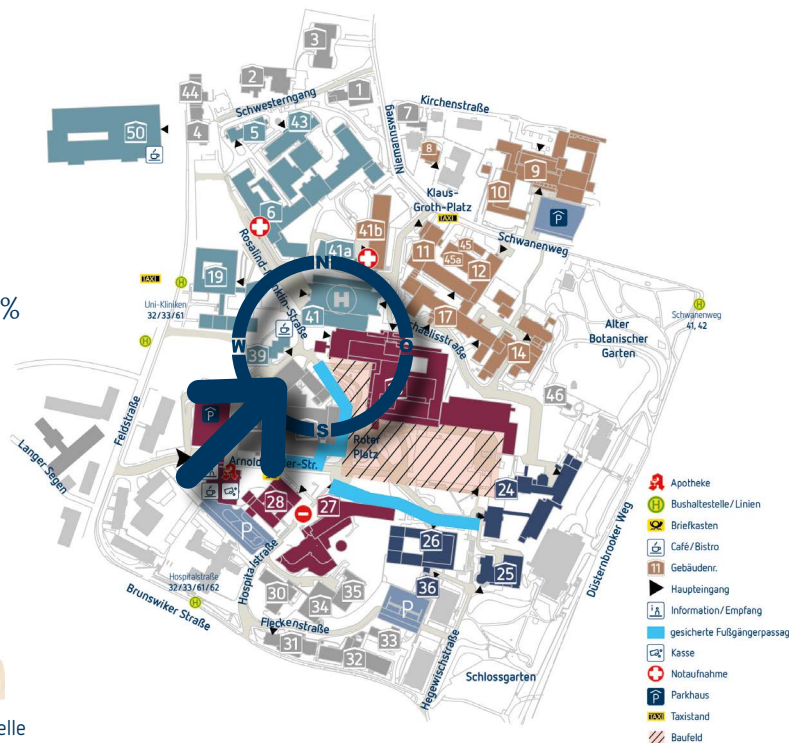 3
2
44
1
Schwesterngang
7
Kirchenstraße
50
4
5
43
Niemannsweg
8
9
10
Klaus-
Groth-Platz
TAXI
P
6
41b
Schwanenweg
Rosalind-
nklin-Straße
41a
11
45
45a
12
N
19
TAXI
H
Uni-Kliniken
32/33/61
H
H
41
17
haelisstraße
14
H
Schwanenweg
41, 42
Alter
Botanischer
Garten
%
W
O
39
46
Feldstraße
P
S
Roter
Platz
Langer Segen
Arnold-
er-Str.
24
28
27
26
25
36
P
P
Hospitalstraße
Hospitalstraße
32/33/61/62
H
Brunswiker Straße
30
34
35
Fleckenstraße
31
32
33
Hegewischstraße
Schlossgarten
Düsternbrooker Weg
Apotheke
H Bushaltestelle/Linien
Briefkasten
Café/Bistro
11 Gebäudenr.
Haupteingang
i Information/Empfang
gesicherte Fußgängerpassag
Kasse
Notaufnahme
P Parkhaus
TAXI Taxistand
Baufeld
elle